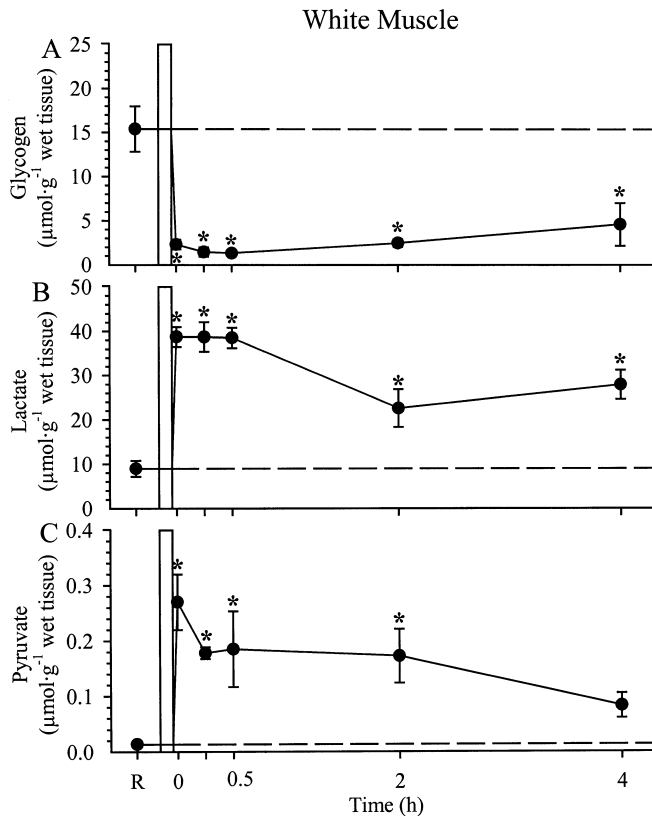 White Muscle
A
Glycogen
(μmol·g⁻¹ wet tissue)
25
20
15
10
5
0
*
*
*
*
*
B
Lactate
(μmol·g⁻¹ wet tissue)
50
40
30
20
10
0
*
*
*
*
*
C
Pyruvate
(μmol·g⁻¹ wet tissue)
0.4
0.3
0.2
0.1
0.0
*
*
*
*
R 0 0.5 2 4
Time (h)